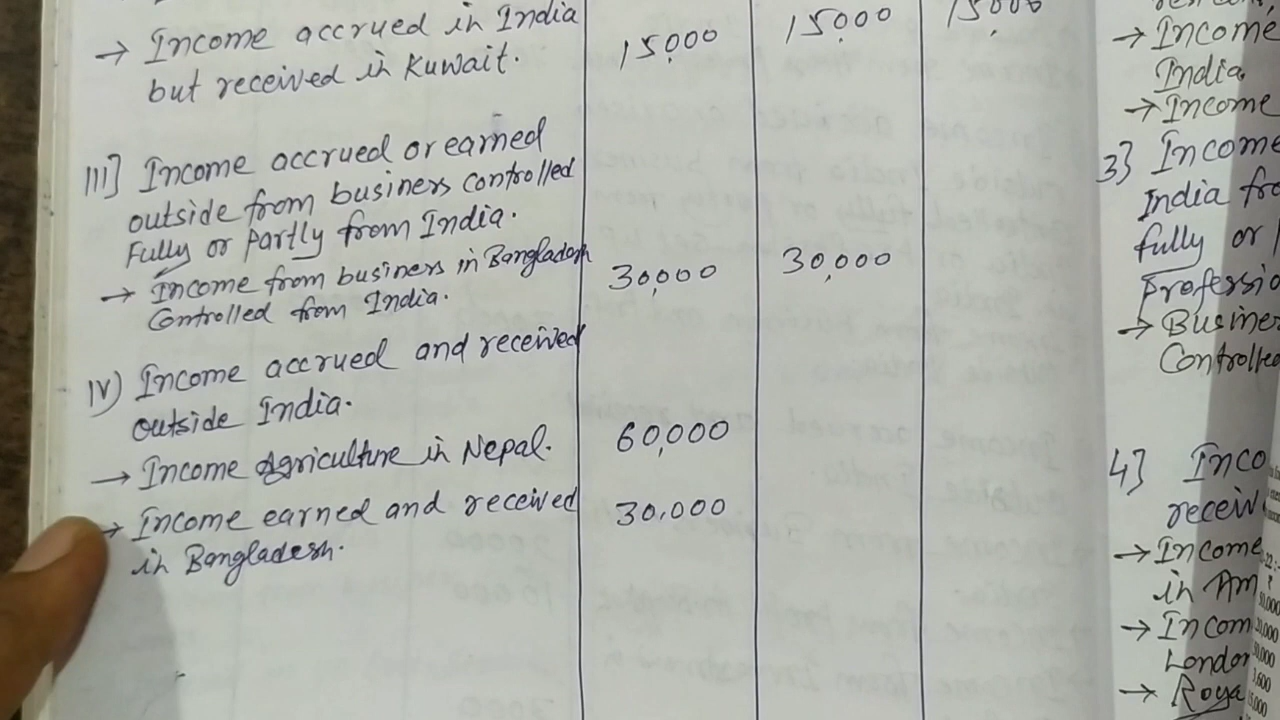 → Income accrued in India
but received in Kuwait.
15,000
15,000
15,000
III] Income accrued or earned
outside from business controlled
Fully or Partly from India.
→ Income from business in Bangladesh
Controlled from India.
30,000
30,000
IV) Income accrued and received
outside India.
→ Income Agriculture in Nepal.
60,000
→ Income earned and received
in Bangladesh.
30,000
→ Income
India
→ Income
3] Income
India fro
fully or
Professio
→ Busines
Controlled
4] Inco
receiv
→ Income
in Am
→ Incom
London
→ Roya